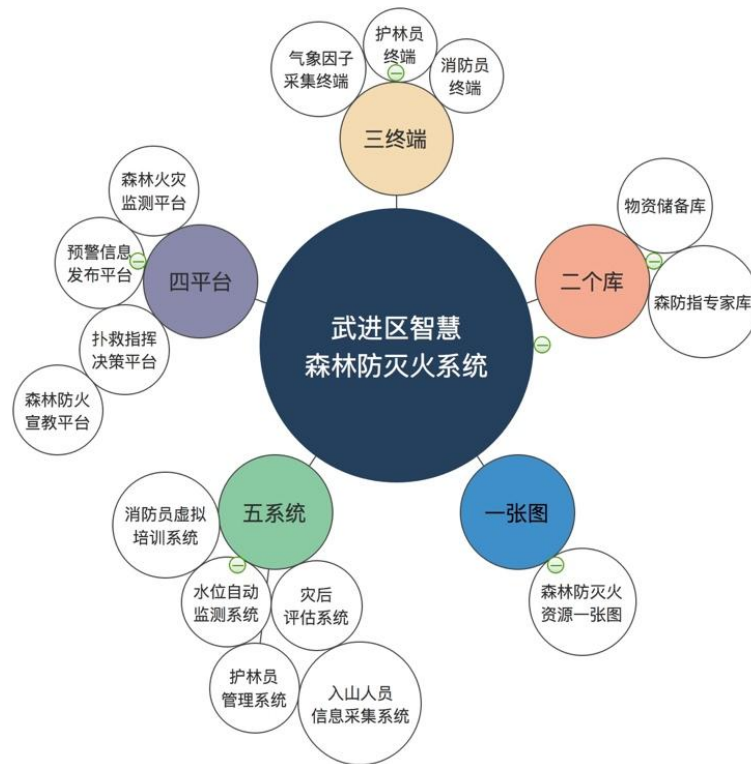 气象因子
采集终端
护林员
终端
消防员
终端
三终端
森林火灾
监测平台
预警信息
发布平台
四平台
扑救指挥
决策平台
森林防火
宣教平台
物资储备库
二个库
森防指专家库
武进区智慧
森林防灭火系统
五系统
消防员虚拟
培训系统
水位自动
监测系统
灾后
评估系统
护林员
管理系统
入山人员
信息采集系统
一张图
森林防灭火
资源一张图